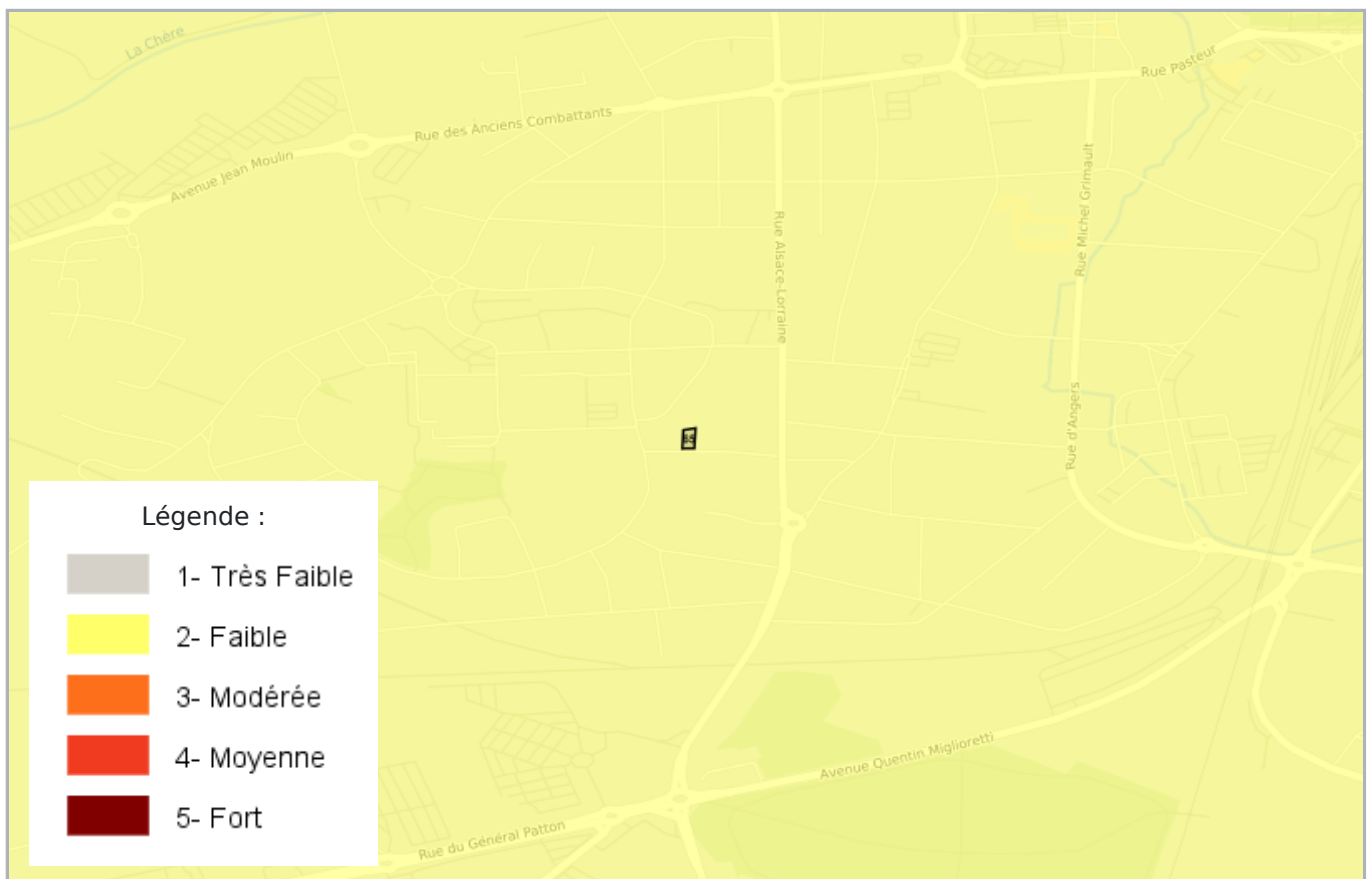 La Chère
Rue Pasteur
Rue des Anciens Combattants
Avenue Jean Moulin
Rue Michel Grimault
Rue Alsace-Lorraine
Rue d'Angers
Légende :
1- Très Faible
2- Faible
3- Modérée
4- Moyenne
5- Fort
Avenue Quentin Miglioretti
Rue du Général Patton